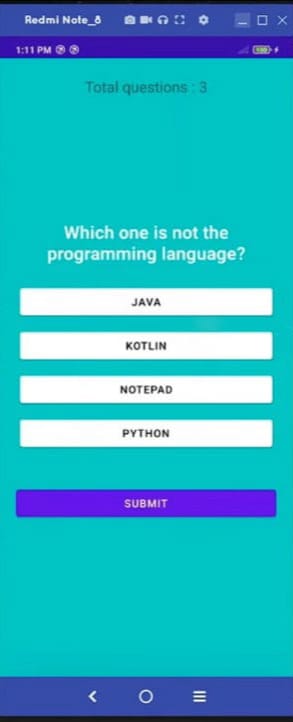 Redmi Note_8
1:11 PM
100
Total questions : 3
Which one is not the
programming language?
JAVA
KOTLIN
NOTEPAD
PYTHON
SUBMIT